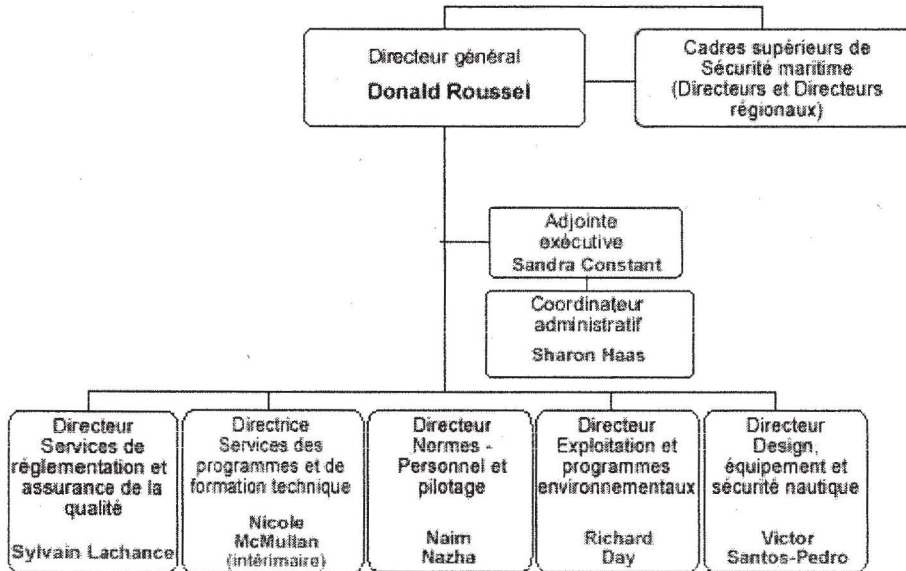 Directeur général
Donald Roussel
Cadres supérieurs de
Sécurité maritime
(Directeurs et Directeurs
régionaux)
Adjointe
exécutive
Sandra Constant
Coordinateur
administratif
Sharon Haas
Directeur
Services de
réglementation et
assurance de la
qualité
Sylvain Lachance
Directrice
Services des
programmes et de
formation technique
Nicole
McMullan
(intérimaire)
Directeur
Normes -
Personnel et
pilotage
Naim
Nazha
Directeur
Exploitation et
programmes
environnementaux
Richard
Day
Directeur
Design,
équipement et
sécurité nautique
Victor
Santos-Pedro